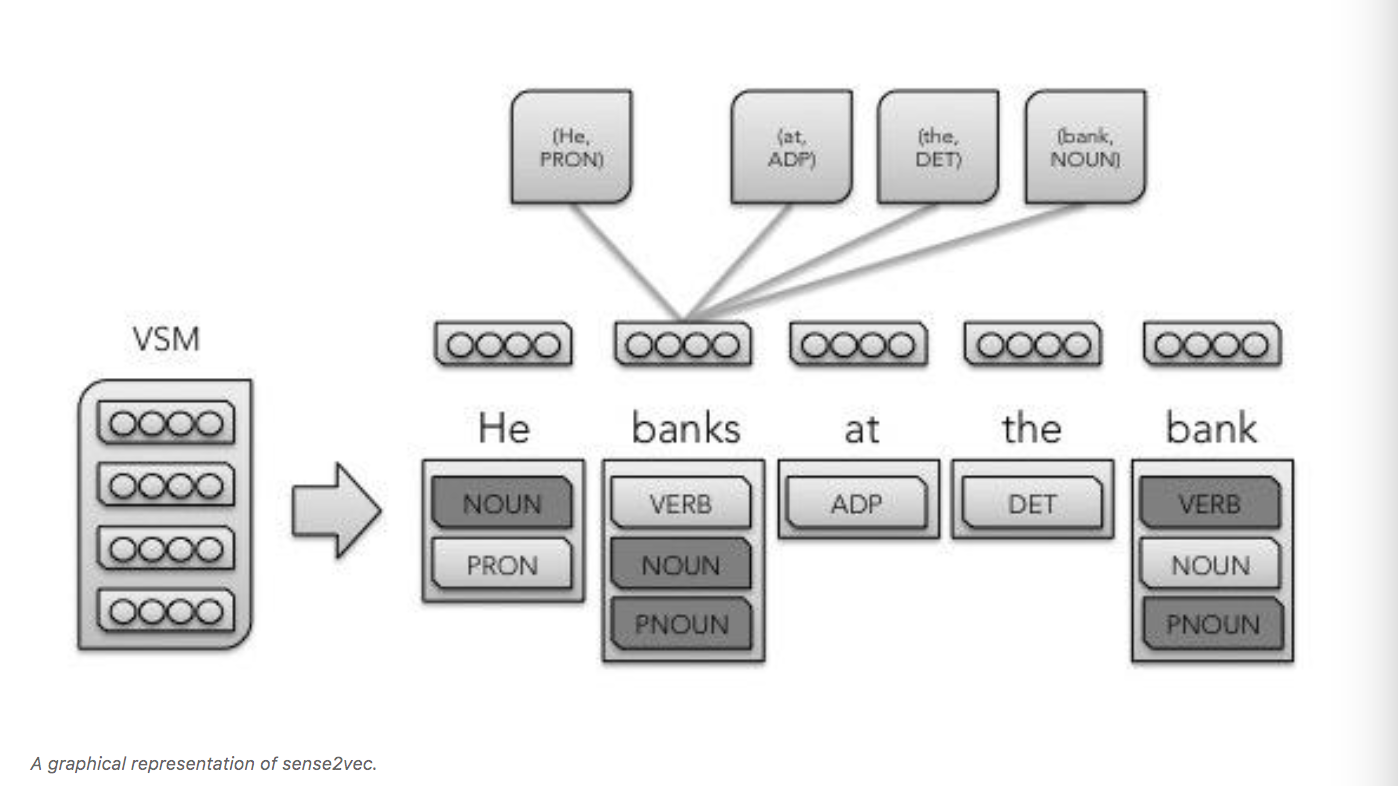 (He,
PRON)
(at,
ADP)
(the,
DET)
(bank,
NOUN)
VSM
He banks at the bank
NOUN VERB ADP DET VERB
PRON NOUN NOUN
PNOUN PNOUN
A graphical representation of sense2vec.